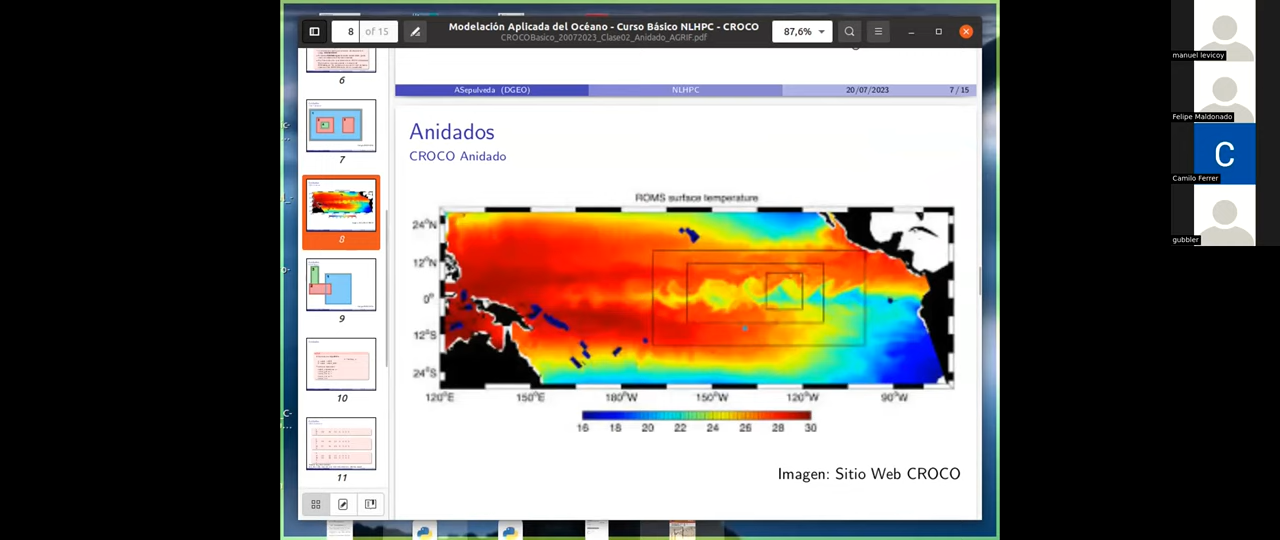 8 of 15
Modelación Aplicada del Océano - Curso Básico NLHPC - CROCO
CROCOBasico_20072023_Clase02_Anidado_AGRIF.pdf
87,6%
6
7
8
9
10
11
ASepulveda (DGEO) NLHPC 20/07/2023 7/15
Anidados
CROCO Anidado
ROMS surface temperature
24°N
12°N
0°
12°S
24°S
120°E 150°E 180°W 150°W 120°W 90°W
16 18 20 22 24 26 28 30
Imagen: Sitio Web CROCO
manuel levicoy
Felipe Maldonado
C
Camilo Ferrer
gubbler